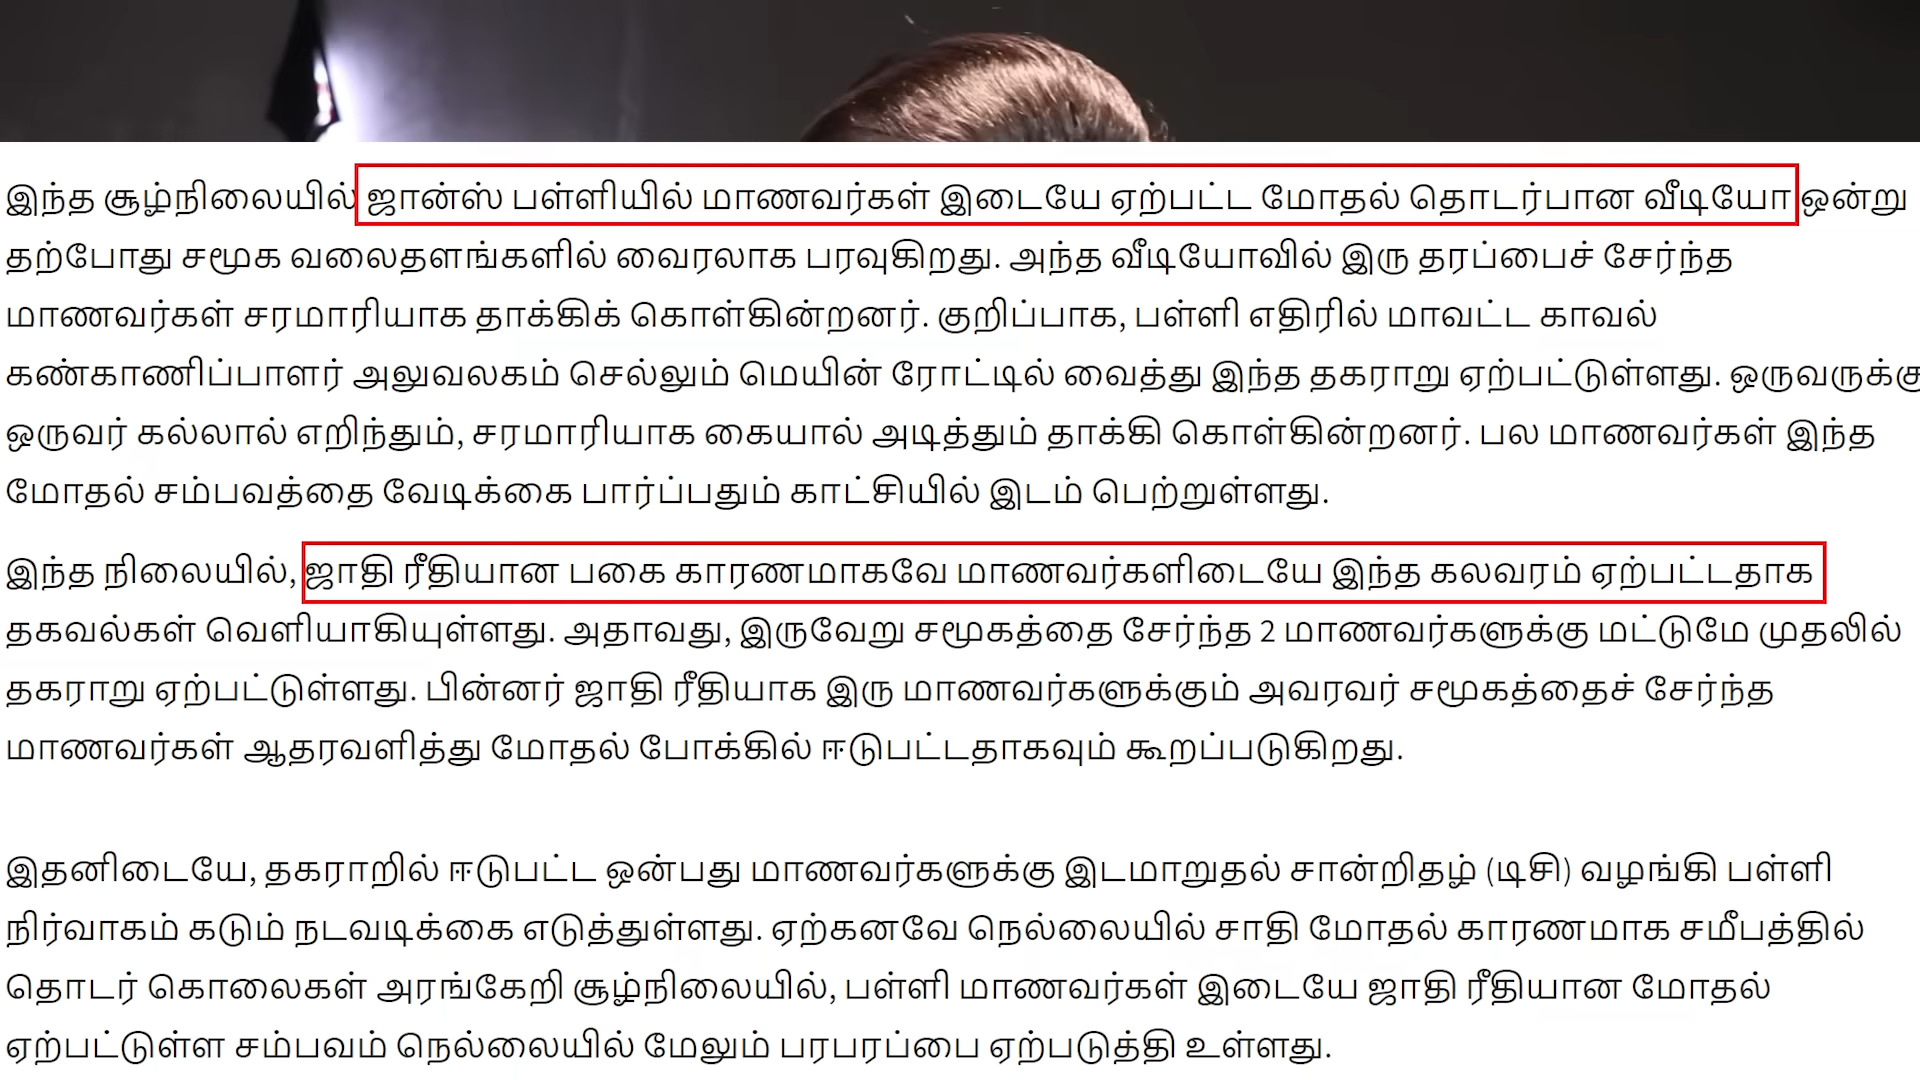 இந்த சூழ்நிலையில் ஜான்ஸ் பள்ளியில் மாணவர்கள் இடையே ஏற்பட்ட மோதல் தொடர்பான வீடியோ ஒன்று
தற்போது சமூக வலைதளங்களில் வைரலாக பரவுகிறது. அந்த வீடியோவில் இரு தரப்பைச் சேர்ந்த
மாணவர்கள் சரமாரியாக தாக்கிக் கொள்கின்றனர். குறிப்பாக, பள்ளி எதிரில் மாவட்ட காவல்
கண்காணிப்பாளர் அலுவலகம் செல்லும் மெயின் ரோட்டில் வைத்து இந்த தகராறு ஏற்பட்டுள்ளது. ஒருவருக்கு
ஒருவர் கல்லால் எறிந்தும், சரமாரியாக கையால் அடித்தும் தாக்கி கொள்கின்றனர். பல மாணவர்கள் இந்த
மோதல் சம்பவத்தை வேடிக்கை பார்ப்பதும் காட்சியில் இடம் பெற்றுள்ளது.
இந்த நிலையில், ஜாதி ரீதியான பகை காரணமாகவே மாணவர்களிடையே இந்த கலவரம் ஏற்பட்டதாக
தகவல்கள் வெளியாகியுள்ளது. அதாவது, இருவேறு சமூகத்தை சேர்ந்த 2 மாணவர்களுக்கு மட்டுமே முதலில்
தகராறு ஏற்பட்டுள்ளது. பின்னர் ஜாதி ரீதியாக இரு மாணவர்களுக்கும் அவரவர் சமூகத்தைச் சேர்ந்த
மாணவர்கள் ஆதரவளித்து மோதல் போக்கில் ஈடுபட்டதாகவும் கூறப்படுகிறது.
இதனிடையே, தகராறில் ஈடுபட்ட ஒன்பது மாணவர்களுக்கு இடமாறுதல் சான்றிதழ் (டிசி) வழங்கி பள்ளி
நிர்வாகம் கடும் நடவடிக்கை எடுத்துள்ளது. ஏற்கனவே நெல்லையில் சாதி மோதல் காரணமாக சமீபத்தில்
தொடர் கொலைகள் அரங்கேறி சூழ்நிலையில், பள்ளி மாணவர்கள் இடையே ஜாதி ரீதியான மோதல்
ஏற்பட்டுள்ள சம்பவம் நெல்லையில் மேலும் பரபரப்பை ஏற்படுத்தி உள்ளது.